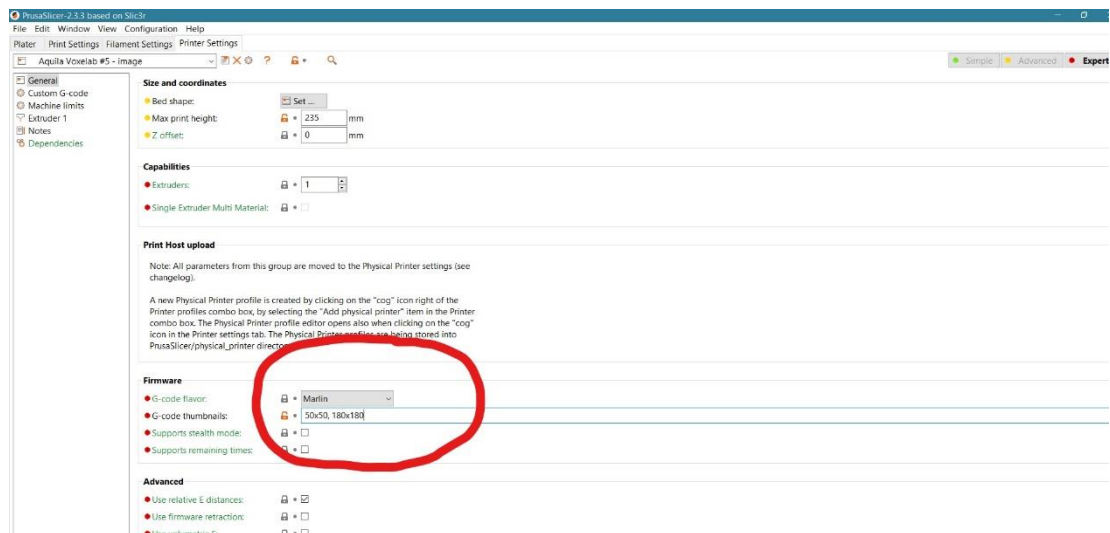 PrusaSlicer-2.3.3 based on Slic3r
File Edit Window View Configuration Help
Plater Print Settings Filament Settings Printer Settings
Aquila Voxelab #5 - image
Simple Advanced Expert
General
Custom G-code
Machine limits
Extruder 1
Notes
Dependencies
Size and coordinates
Bed shape: Set ...
Max print height: 235 mm
Z offset: 0 mm
Capabilities
Extruders: 1
Single Extruder Multi Material:
Print Host upload
Note: All parameters from this group are moved to the Physical Printer settings (see
changelog).
A new Physical Printer profile is created by clicking on the "cog" icon right of the
Printer profiles combo box, by selecting the "Add physical printer" item in the Printer
combo box. The Physical Printer profile editor opens also when clicking on the "cog"
icon in the Printer settings tab. The Physical Printer profiles are being stored into
PrusaSlicer/physical_printer
Firmware
G-code flavor: Marlin
G-code thumbnails: 50x50, 180x180
Supports stealth mode:
Supports remaining times:
Advanced
Use relative E distances:
Use firmware retraction: